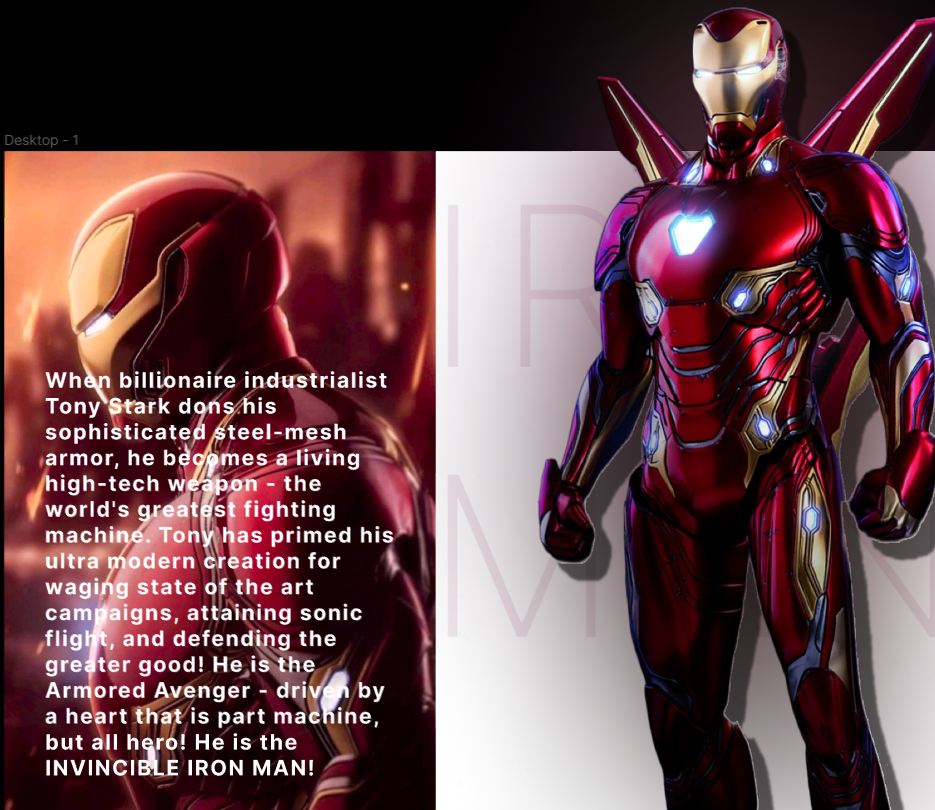 Desktop - 1
IR
M N
When billionaire industrialist
Tony Stark dons his
sophisticated steel-mesh
armor, he becomes a living
high-tech weapon - the
world's greatest fighting
machine. Tony has primed his
ultra modern creation for
waging state of the art
campaigns, attaining sonic
flight, and defending the
greater good! He is the
Armored Avenger - driven by
a heart that is part machine,
but all hero! He is the
INVINCIBLE IRON MAN!